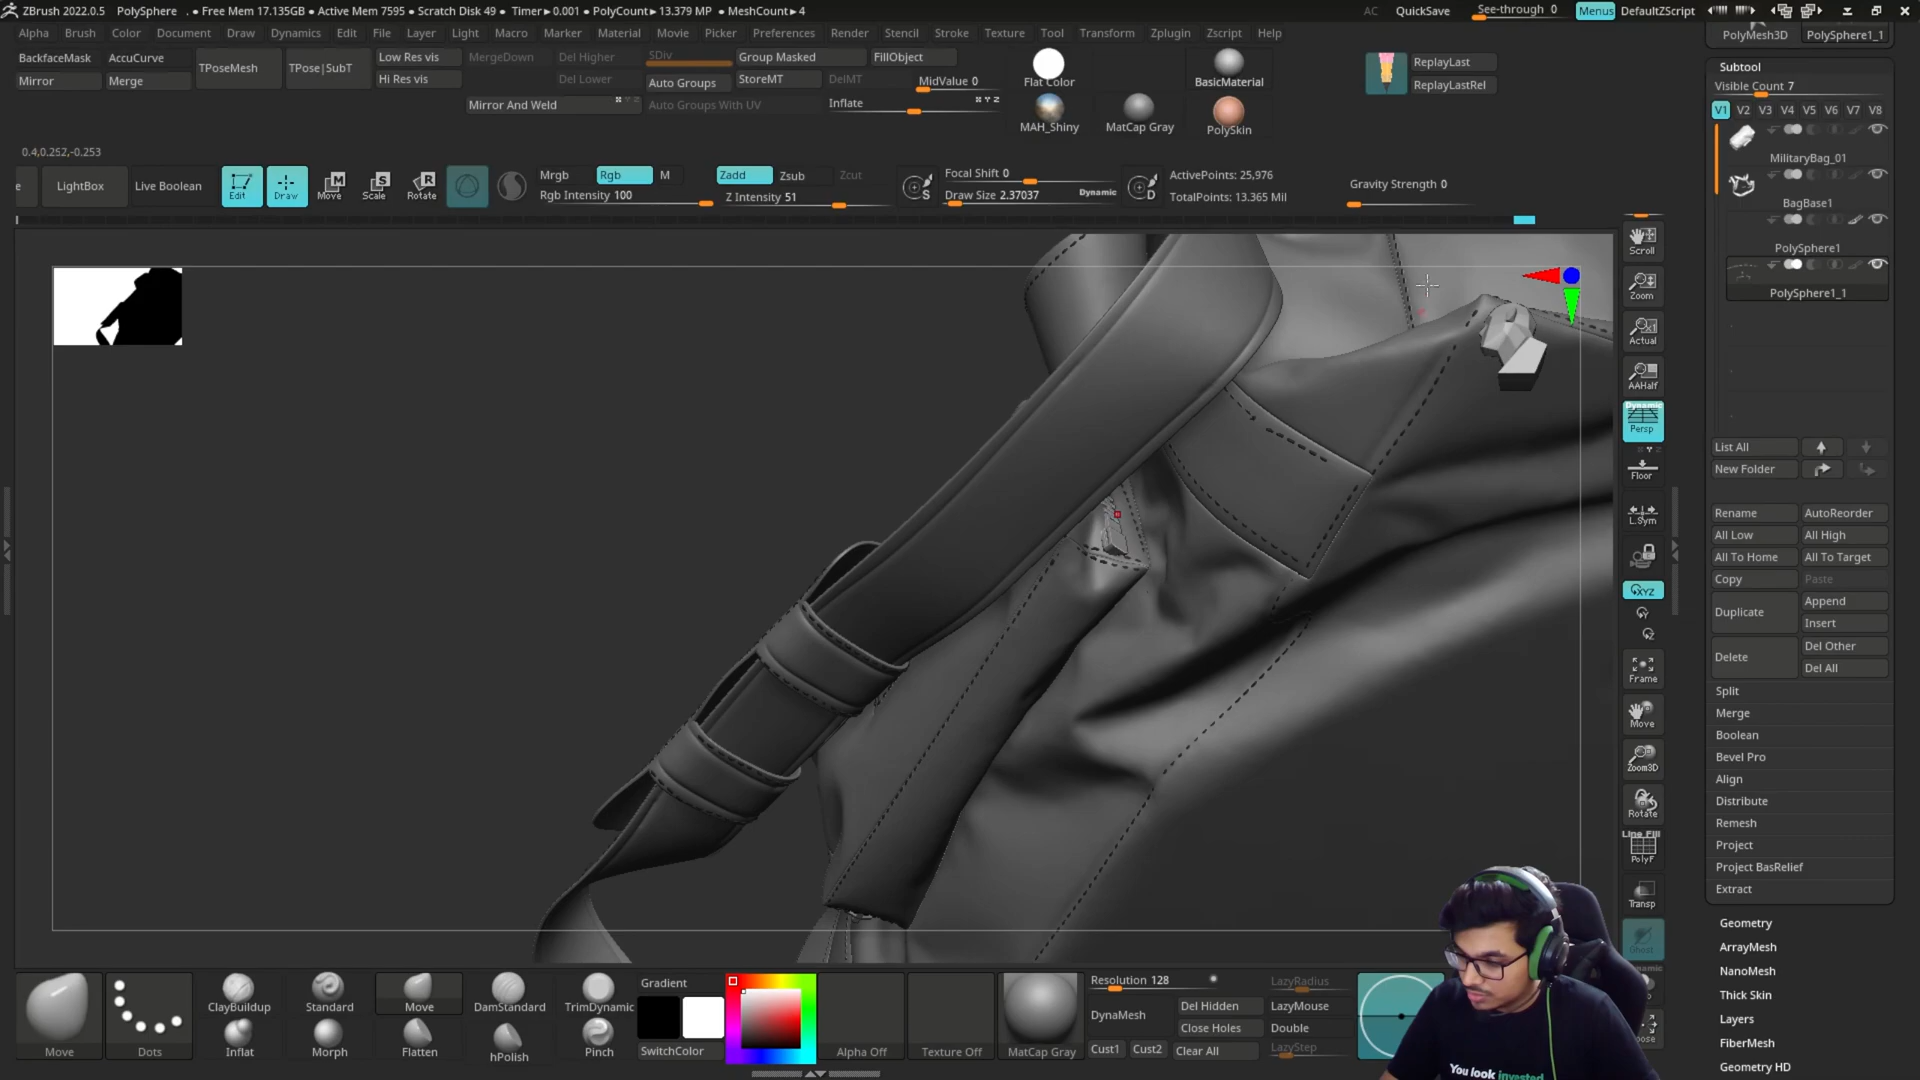 ZBrush 2022.0.5 PolySphere . ● Free Mem 17.135GB ● Active Mem 7595 ● Scratch Disk 49 ● Timer▸0.001 ● PolyCount▸13.379 MP ● MeshCount▸4 AC QuickSave See-through 0 Menus DefaultZScript
Alpha Brush Color Document Draw Dynamics Edit File Layer Light Macro Marker Material Movie Picker Preferences Render Stencil Stroke Texture Tool Transform Zplugin Zscript Help
PolyMesh3D PolySphere1_1
BackfaceMask AccuCurve TPoseMesh TPose|SubT Low Res vis MergeDown Del Higher SDiv Group Masked FillObject
Mirror Merge Hi Res vis Del Lower Auto Groups StoreMT DelMT MidValue 0
Mirror And Weld Auto Groups With UV Inflate
Flat Color BasicMaterial
MAH_Shiny MatCap Gray PolySkin
ReplayLast
ReplayLastRel
Subtool
Visible Count 7
V1 V2 V3 V4 V5 V6 V7 V8
MilitaryBag_01
BagBase1
PolySphere1
PolySphere1_1
0.4,0.252,-0.253
e LightBox Live Boolean Edit Draw Move Scale Rotate
Mrgb Rgb M
Rgb Intensity 100
Zadd Zsub Zcut
Z Intensity 51
S
Focal Shift 0
Draw Size 2.37037 Dynamic
D
ActivePoints: 25,976
TotalPoints: 13.365 Mil
Gravity Strength 0
Scroll
Zoom
Actual
AAHalf
Dynamic
Persp
Floor
L.Sym
XYZ
Y
Z
Frame
Move
Zoom3D
Rotate
Line Fill
PolyF
Transp
Ghost
List All
New Folder
Rename AutoReorder
All Low All High
All To Home All To Target
Copy Paste
Duplicate Append
Insert
Delete Del Other
Del All
Split
Merge
Boolean
Bevel Pro
Align
Distribute
Remesh
Project
Project BasRelief
Extract
Geometry
ArrayMesh
NanoMesh
Thick Skin
Layers
FiberMesh
Geometry HD
Move Dots
ClayBuildup Standard Move DamStandard TrimDynamic
Inflat Morph Flatten hPolish Pinch
Gradient
SwitchColor
Alpha Off Texture Off MatCap Gray
Resolution 128
DynaMesh Del Hidden
Close Holes
Cust1 Cust2 Clear All
LazyRadius
LazyMouse
Double
LazyStep
You look invested